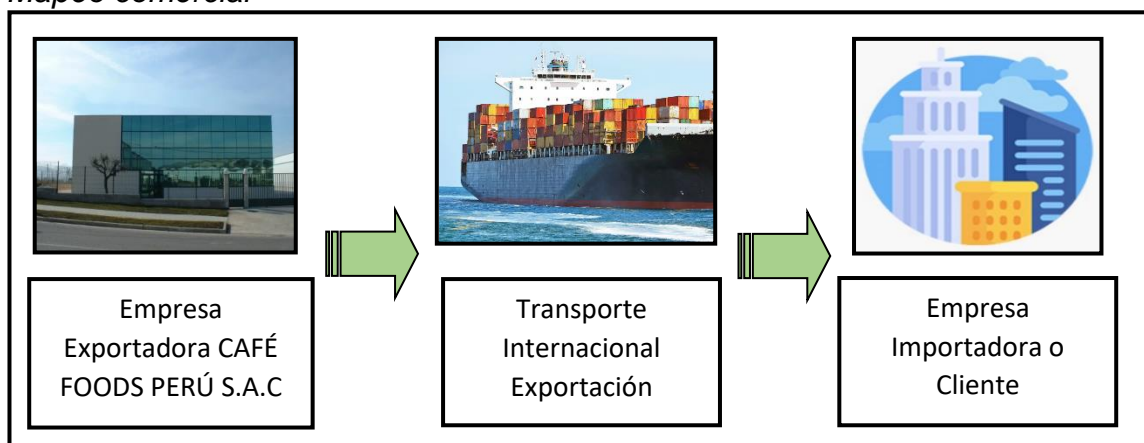 Mapeo comercial
Empresa
Exportadora CAFÉ
FOODS PERÚ S.A.C
Transporte
Internacional
Exportación
Empresa
Importadora o
Cliente